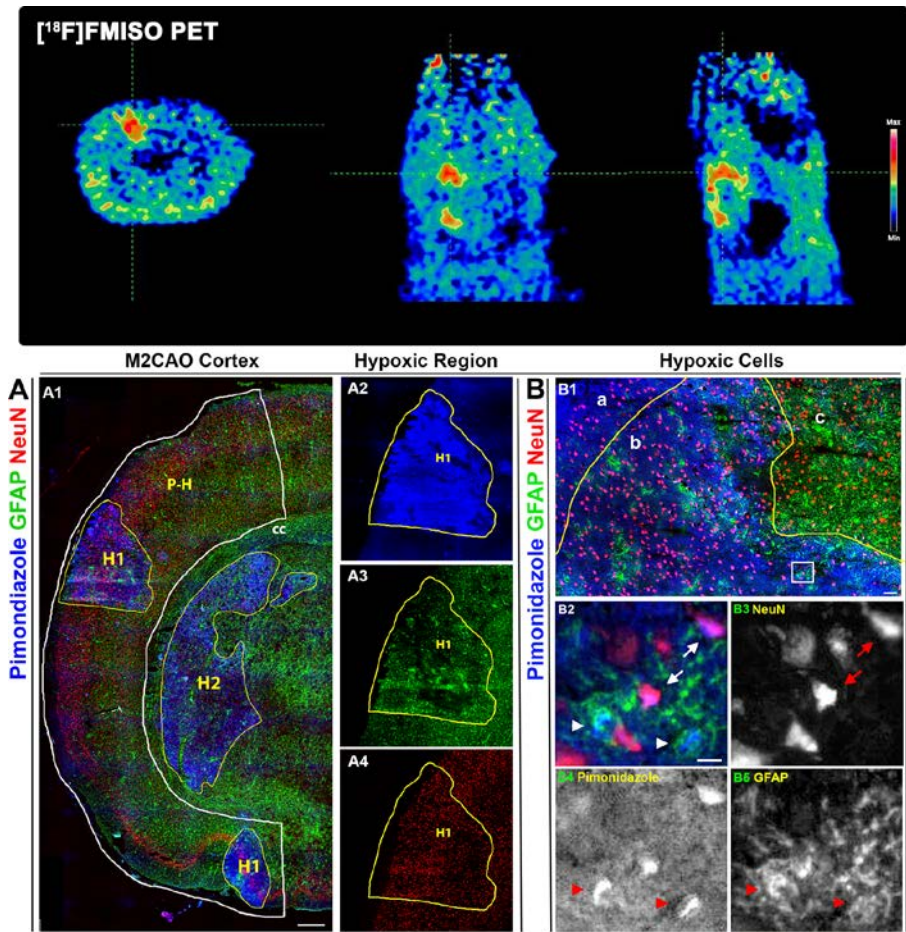 [¹⁸F]FMISO PET
Max
Min
M2CAO Cortex
Hypoxic Region
Hypoxic Cells
A
A1
Pimondiazole GFAP NeuN
P-H
cc
H1
H2
H1
A2
H1
A3
H1
A4
H1
B
B1
Pimonidazole GFAP NeuN
a
b
c
B2
B3 NeuN
B4 Pimonidazole
B5 GFAP